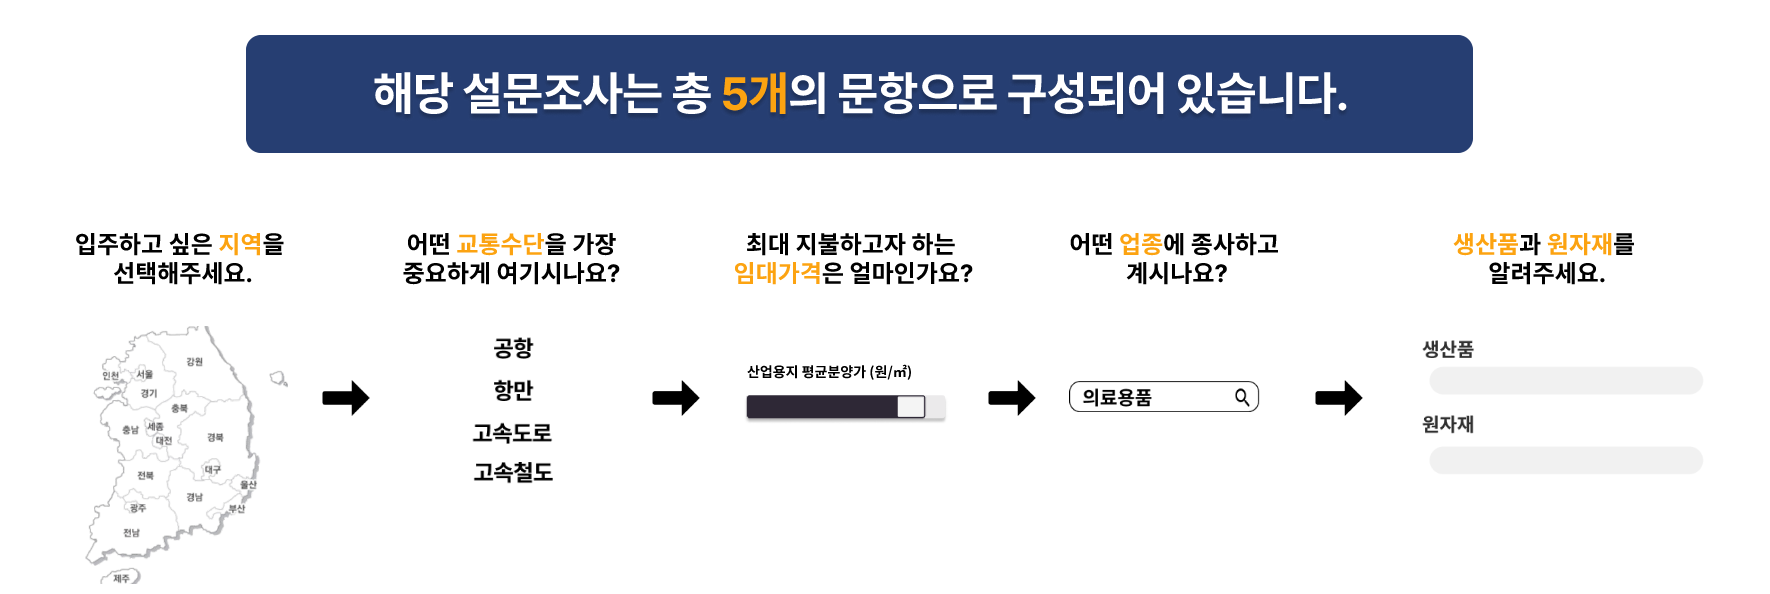 해당 설문조사는 총 5개의 문항으로 구성되어 있습니다.
입주하고 싶은 지역을
선택해주세요.
강원
인천
서울
경기
충북
충남
세종
대전
경북
전북
대구
울산
경남
광주
부산
전남
제주
어떤 교통수단을 가장
중요하게 여기시나요?
공항
항만
고속도로
고속철도
최대 지불하고자 하는
임대가격은 얼마인가요?
산업용지 평균분양가 (원/㎡)
어떤 업종에 종사하고
계시나요?
의료용품
생산품과 원자재를
알려주세요.
생산품
원자재